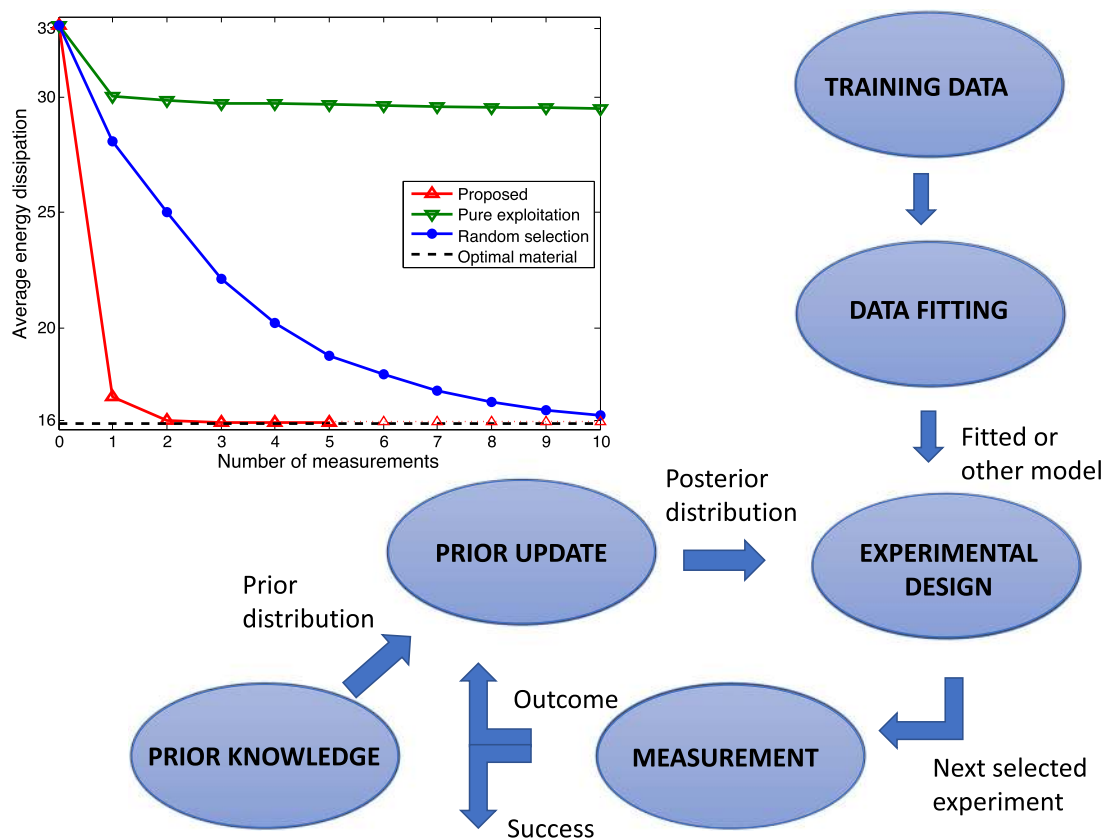 33
30
25
20
16
Average energy dissipation
0 1 2 3 4 5 6 7 8 9 10
Number of measurements
Proposed
Pure exploitation
Random selection
Optimal material
TRAINING DATA
DATA FITTING
Fitted or
other model
Posterior
distribution
PRIOR UPDATE
EXPERIMENTAL
DESIGN
Prior
distribution
Outcome
PRIOR KNOWLEDGE
MEASUREMENT
Next selected
experiment
Success